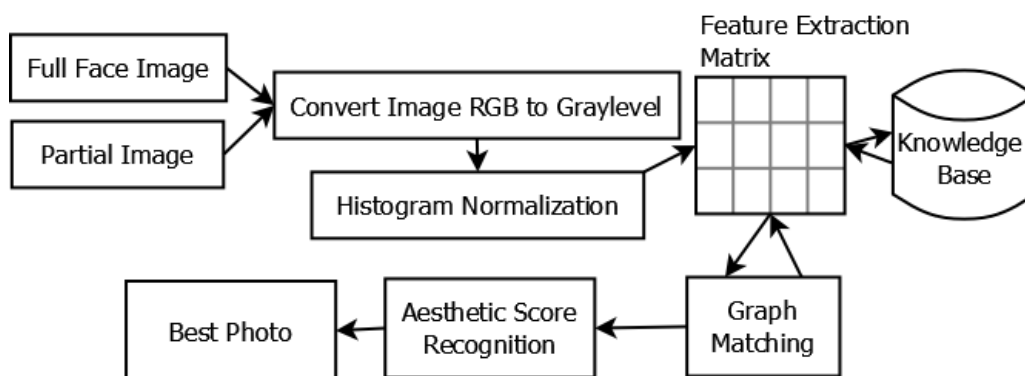 Full Face Image
Partial Image
Convert Image RGB to Graylevel
Histogram Normalization
Feature Extraction
Matrix
Knowledge
Base
Graph
Matching
Aesthetic Score
Recognition
Best Photo